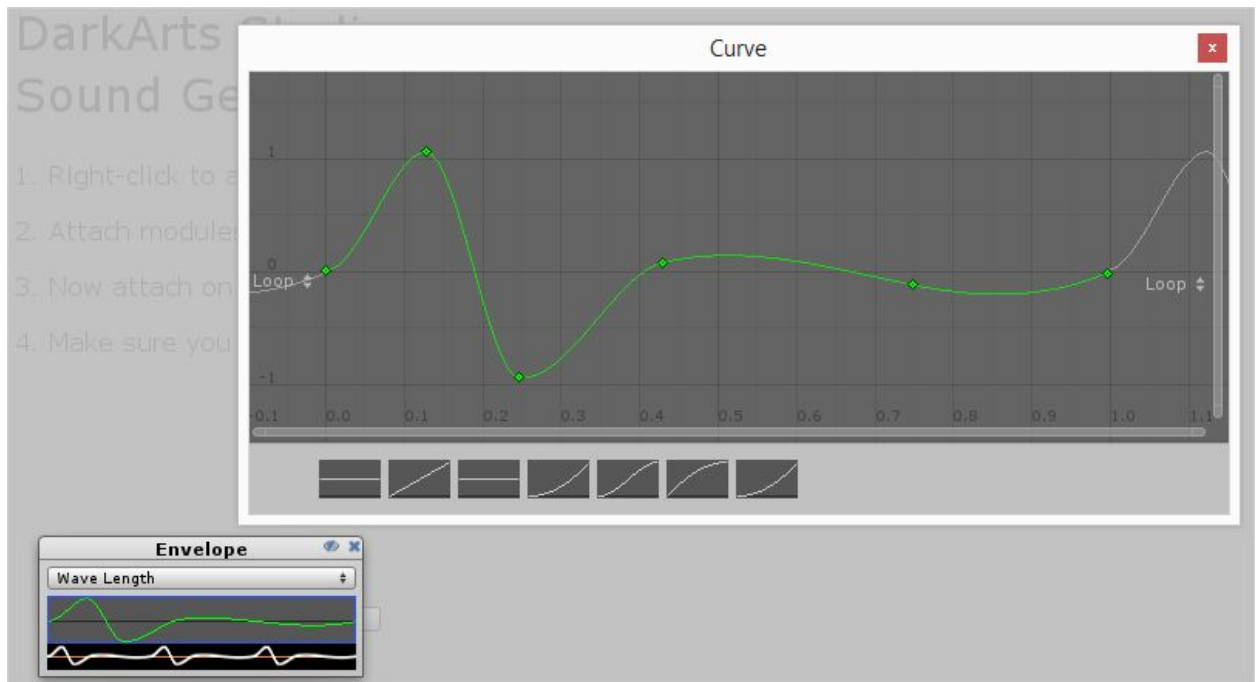 DarkArts
Sound Ge
1. Right-click to a
2. Attach module
3. Now attach on
4. Make sure you
Curve
x
1
0
-1
Loop
Loop
-0.1 0.0 0.1 0.2 0.3 0.4 0.5 0.6 0.7 0.8 0.9 1.0 1.1
Envelope
Wave Length